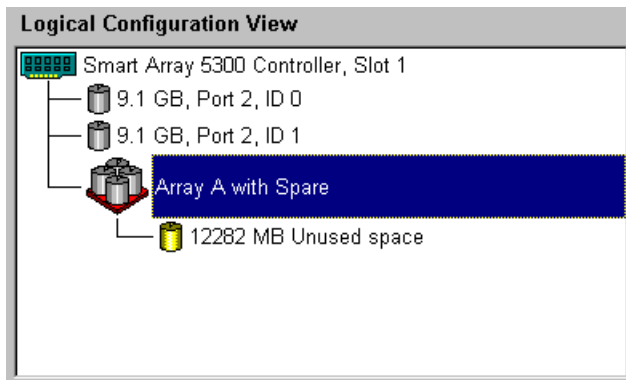 Logical Configuration View
Smart Array 5300 Controller, Slot 1
9.1 GB, Port 2, ID 0
9.1 GB, Port 2, ID 1
Array A with Spare
12282 MB Unused space